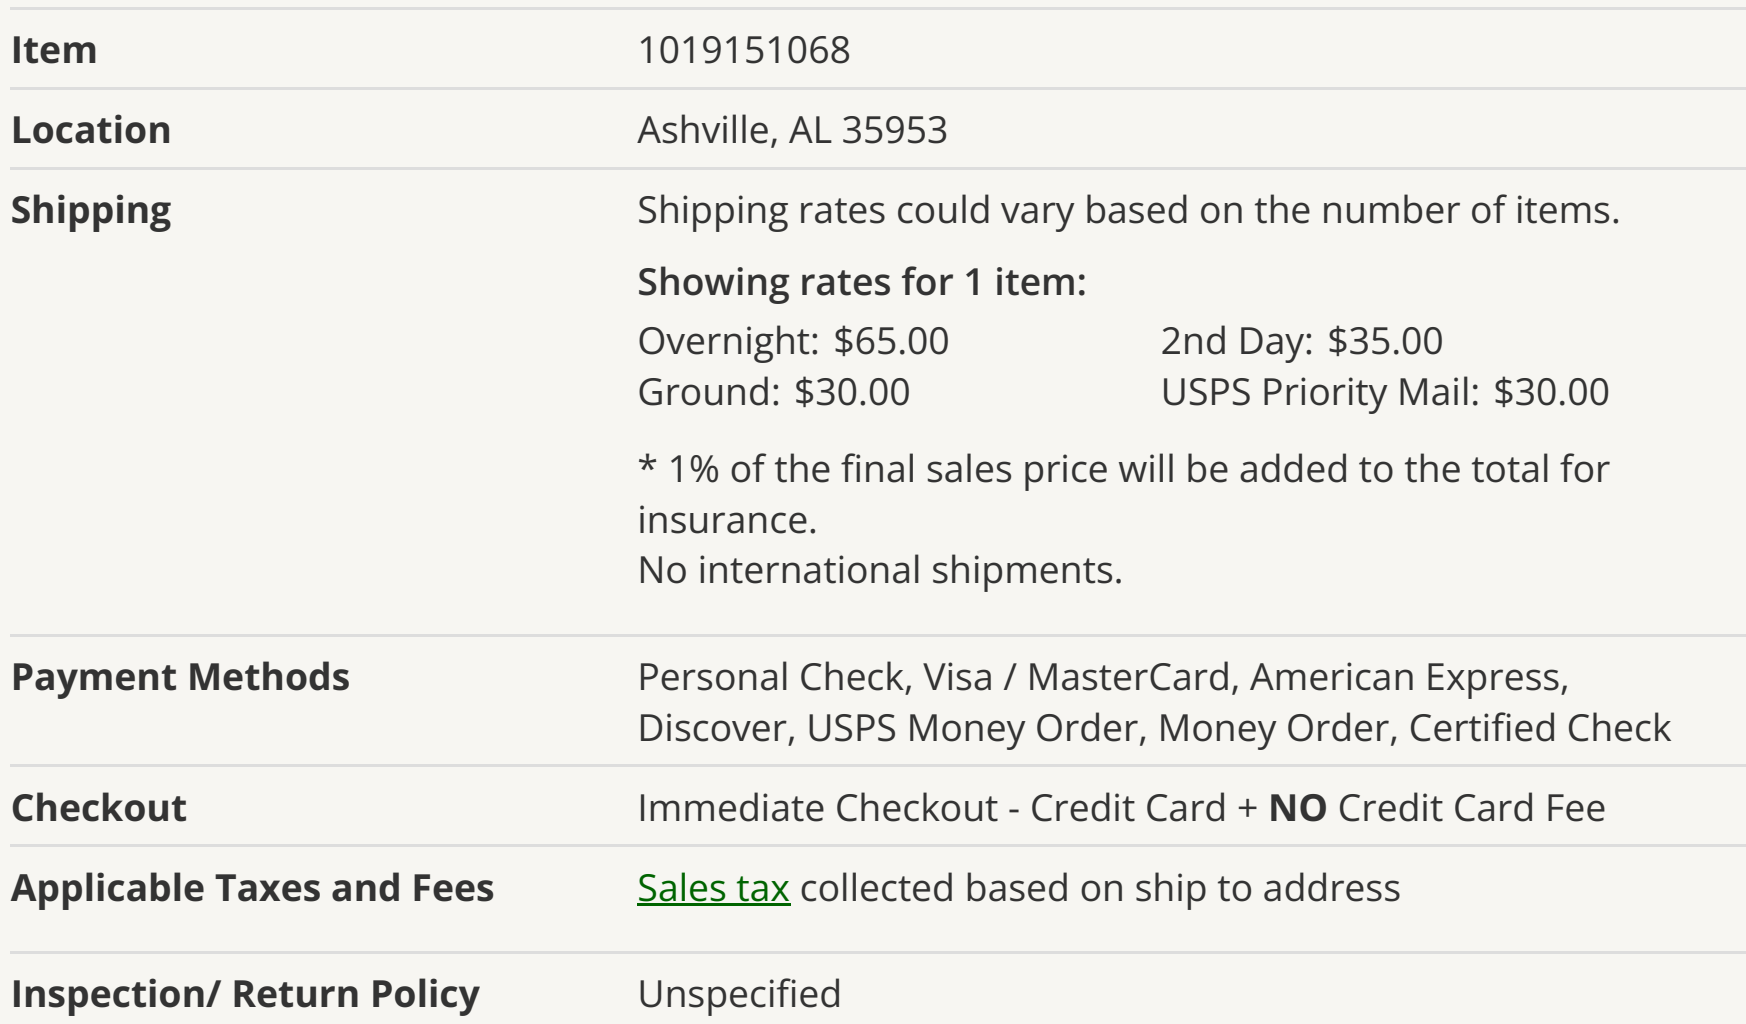 Item 1019151068
Location Ashville, AL 35953
Shipping Shipping rates could vary based on the number of items.
Showing rates for 1 item:
Overnight: $65.00 2nd Day: $35.00
Ground: $30.00 USPS Priority Mail: $30.00
* 1% of the final sales price will be added to the total for
insurance.
No international shipments.
Payment Methods Personal Check, Visa / MasterCard, American Express,
Discover, USPS Money Order, Money Order, Certified Check
Checkout Immediate Checkout - Credit Card + NO Credit Card Fee
Applicable Taxes and Fees Sales tax collected based on ship to address
Inspection/ Return Policy Unspecified